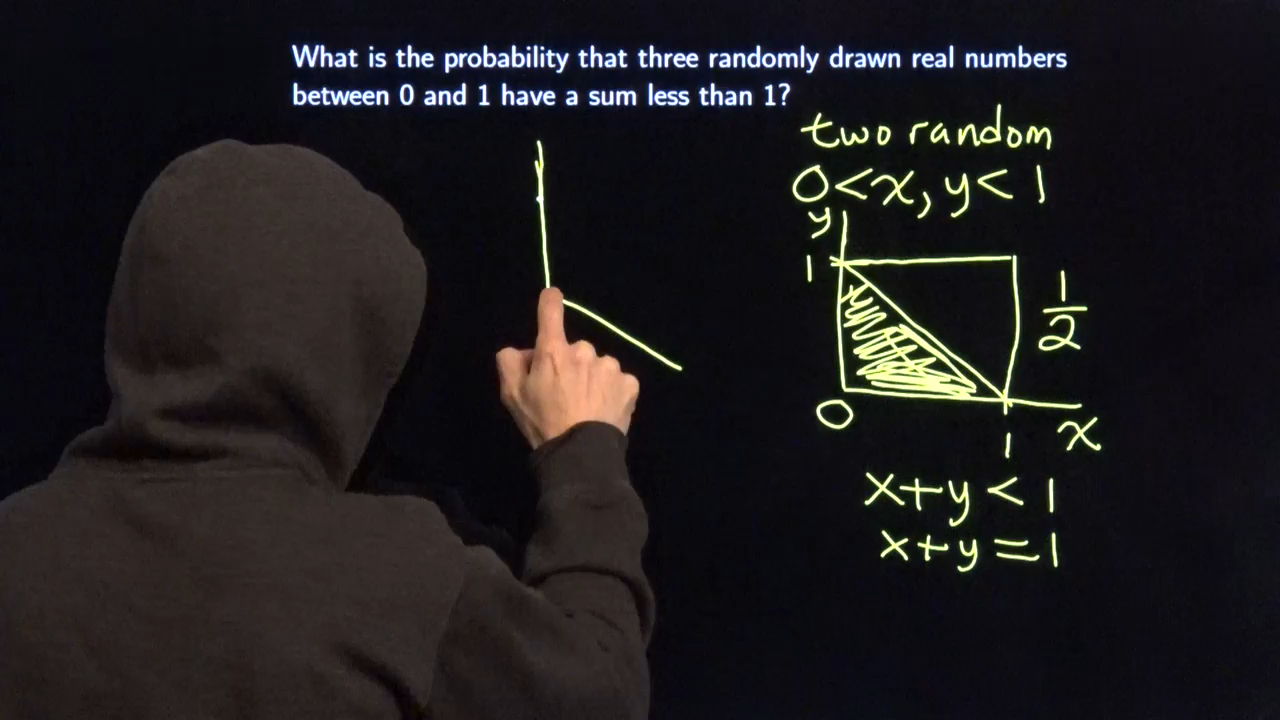 What is the probability that three randomly drawn real numbers
between 0 and 1 have a sum less than 1?
two random
0<x, y< 1
y
1
1/2
0
1
x
x+y < 1
x+y = 1